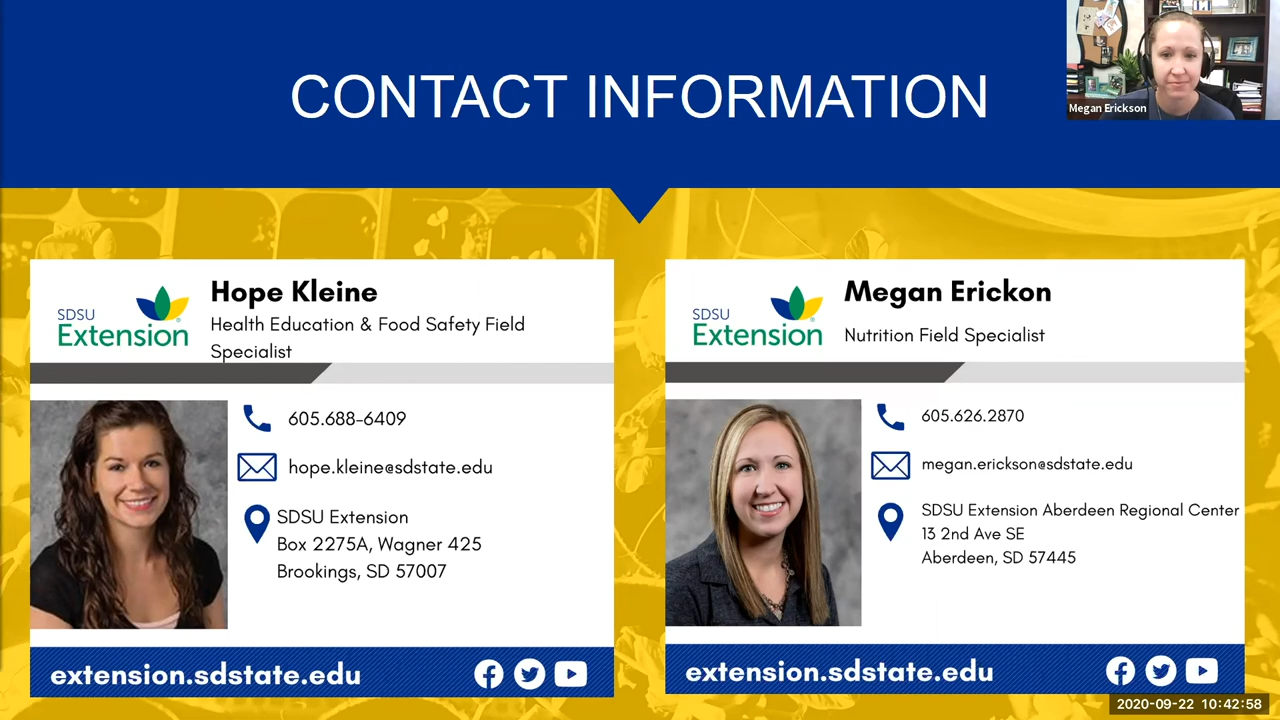 CONTACT INFORMATION
Megan Erickson
SDSU
Extension
Hope Kleine
Health Education & Food Safety Field
Specialist
605.688-6409
hope.kleine@sdstate.edu
SDSU Extension
Box 2275A, Wagner 425
Brookings, SD 57007
extension.sdstate.edu
SDSU
Extension
Megan Erickon
Nutrition Field Specialist
605.626.2870
megan.erickson@sdstate.edu
SDSU Extension Aberdeen Regional Center
13 2nd Ave SE
Aberdeen, SD 57445
extension.sdstate.edu
2020-09-22 10:42:58